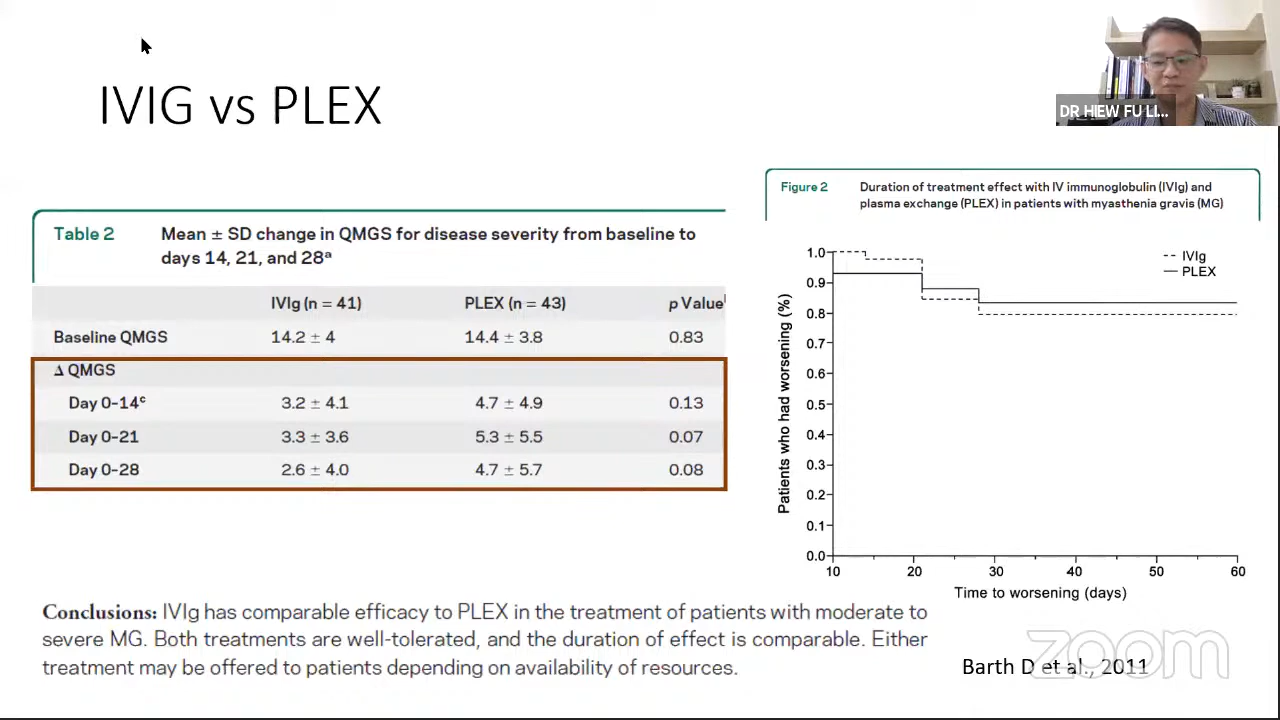 IVIG vs PLEX
DR HIEW FU LI...
Table 2 Mean ± SD change in QMGS for disease severity from baseline to
days 14, 21, and 28ᵃ
IVIg (n = 41) PLEX (n = 43) p Value
Baseline QMGS 14.2 ± 4 14.4 ± 3.8 0.83
Δ QMGS
Day 0–14ᶜ 3.2 ± 4.1 4.7 ± 4.9 0.13
Day 0–21 3.3 ± 3.6 5.3 ± 5.5 0.07
Day 0–28 2.6 ± 4.0 4.7 ± 5.7 0.08
Figure 2 Duration of treatment effect with IV immunoglobulin (IVIg) and
plasma exchange (PLEX) in patients with myasthenia gravis (MG)
IVIg
PLEX
Patients who had worsening (%)
1.0
0.9
0.8
0.7
0.6
0.5
0.4
0.3
0.2
0.1
0.0
10 20 30 40 50 60
Time to worsening (days)
Conclusions: IVIg has comparable efficacy to PLEX in the treatment of patients with moderate to
severe MG. Both treatments are well-tolerated, and the duration of effect is comparable. Either
treatment may be offered to patients depending on availability of resources.
Barth D et al., 2011
zoom